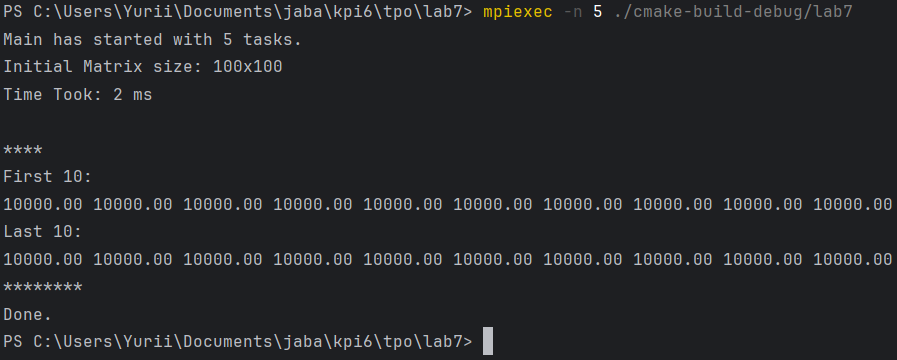 PS C:\Users\Yurii\Documents\jaba\kpi6\tpo\lab7> mpiexec -n 5 ./cmake-build-debug/lab7
Main has started with 5 tasks.
Initial Matrix size: 100x100
Time Took: 2 ms
****
First 10:
10000.00 10000.00 10000.00 10000.00 10000.00 10000.00 10000.00 10000.00 10000.00 10000.00
Last 10:
10000.00 10000.00 10000.00 10000.00 10000.00 10000.00 10000.00 10000.00 10000.00 10000.00
********
Done.
PS C:\Users\Yurii\Documents\jaba\kpi6\tpo\lab7>